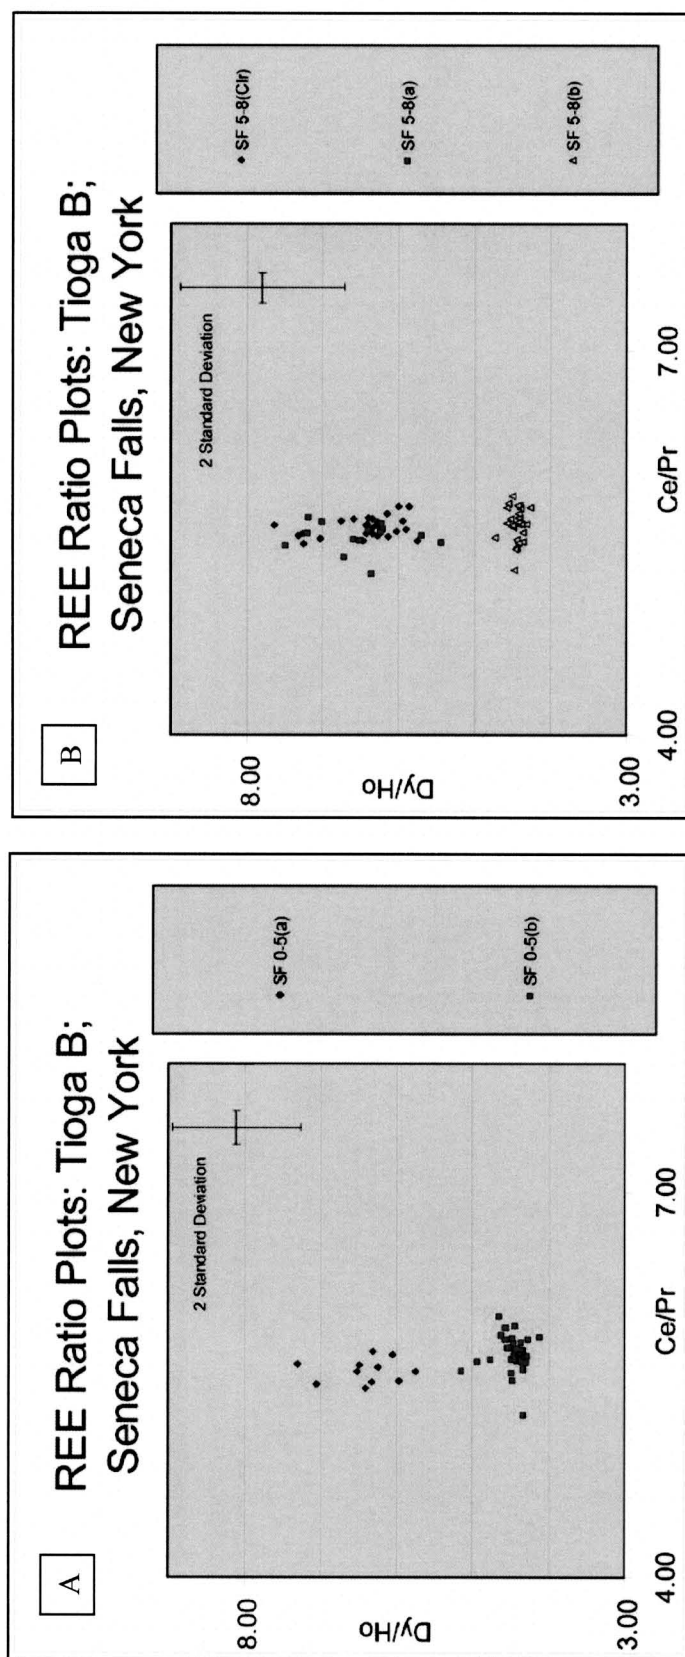 A
REE Ratio Plots: Tioga B;
Seneca Falls, New York
2 Standard Deviation
8.00
Dy/Ho
3.00
4.00
7.00
Ce/Pr
SF 0-5(a)
SF 0-5(b)
B
REE Ratio Plots: Tioga B;
Seneca Falls, New York
2 Standard Deviation
8.00
Dy/Ho
3.00
4.00
7.00
Ce/Pr
SF 5-8(Clr)
SF 5-8(a)
SF 5-8(b)